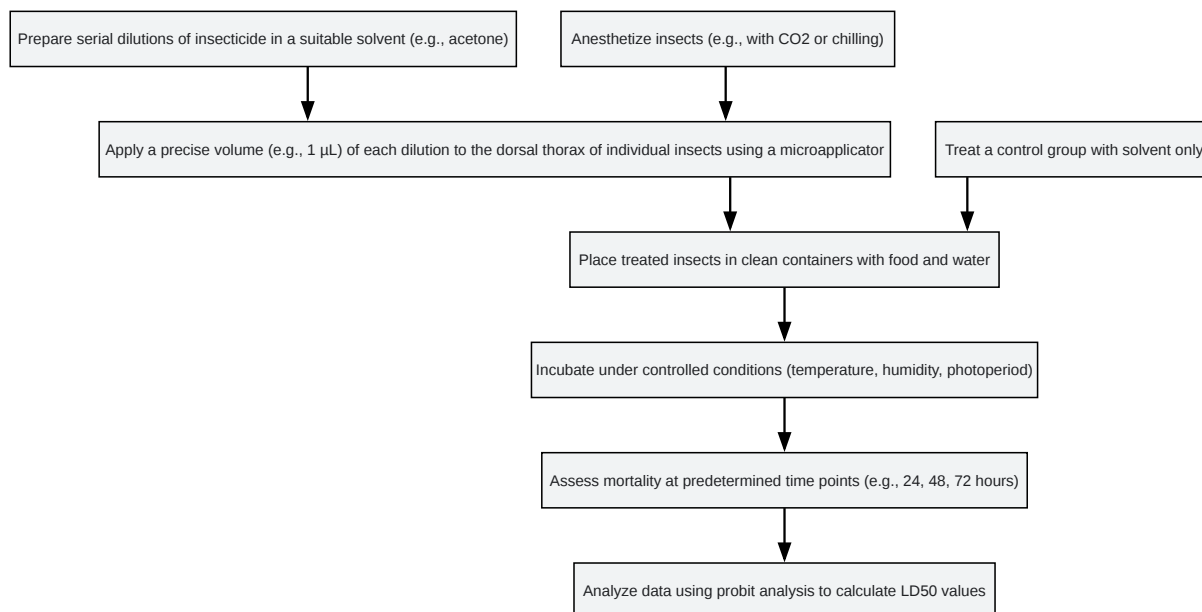 Prepare serial dilutions of insecticide in a suitable solvent (e.g., acetone)
Anesthetize insects (e.g., with CO2 or chilling)
Apply a precise volume (e.g., 1 µL) of each dilution to the dorsal thorax of individual insects using a microapplicator
Treat a control group with solvent only
Place treated insects in clean containers with food and water
Incubate under controlled conditions (temperature, humidity, photoperiod)
Assess mortality at predetermined time points (e.g., 24, 48, 72 hours)
Analyze data using probit analysis to calculate LD50 values